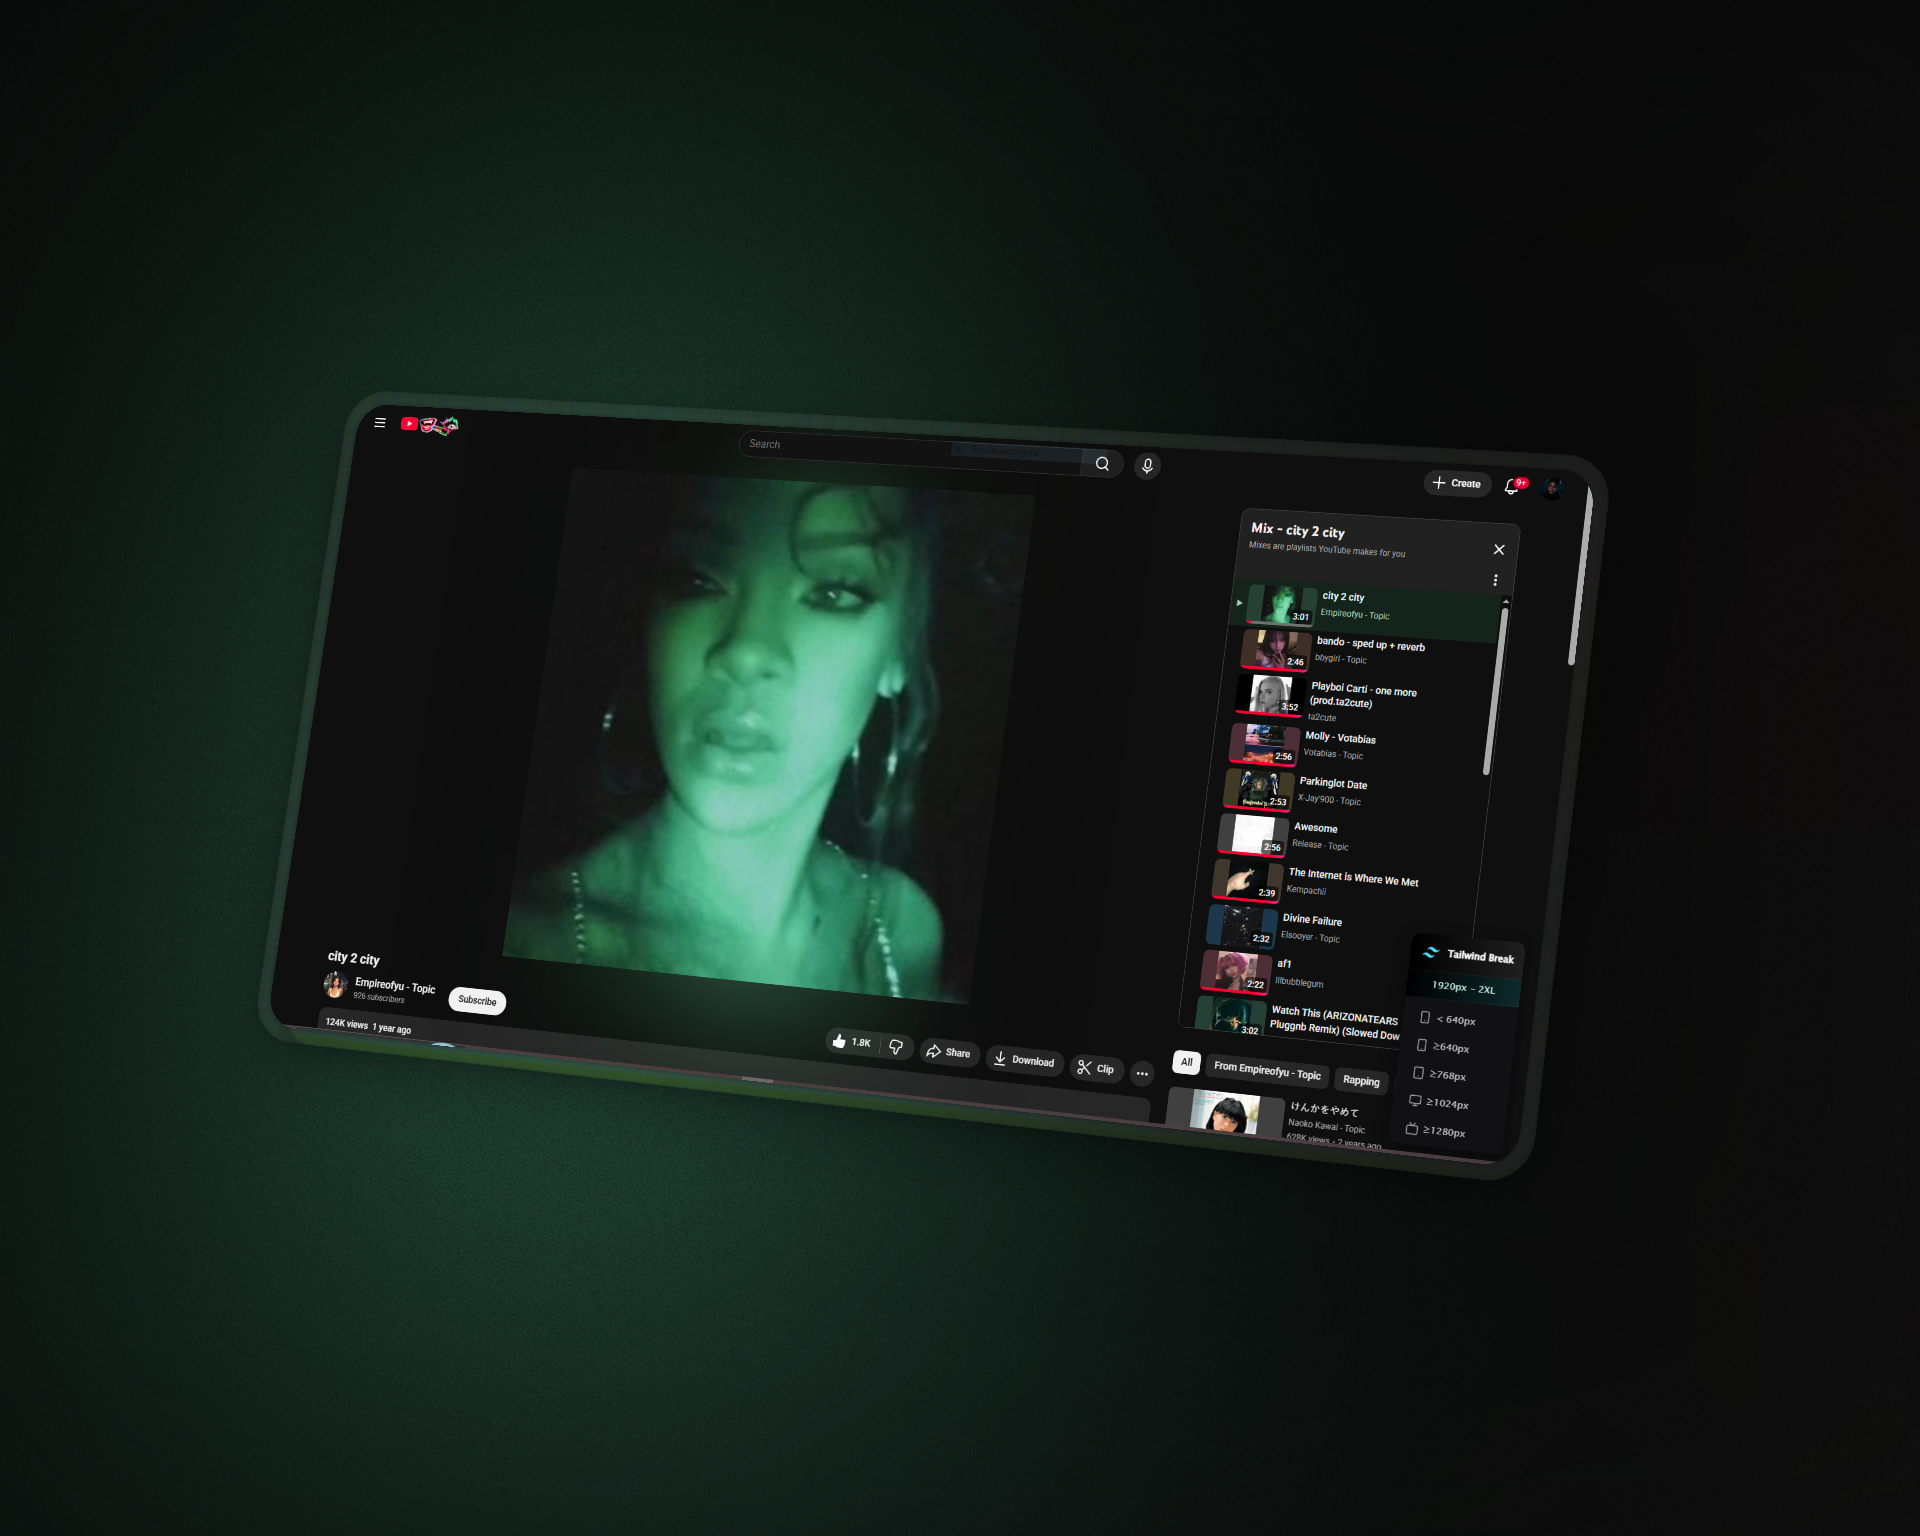 Search
Create
9+
Mix - city 2 city
Mixes are playlists YouTube makes for you
city 2 city
Empireofyu - Topic
3:01
bando - sped up + reverb
bbygirl - Topic
2:46
Playboi Carti - one more
(prod.ta2cute)
ta2cute
3:52
Molly - Votabias
Votabias - Topic
2:56
Parkinglot Date
X-Jay'900 - Topic
2:53
Awesome
Release - Topic
2:56
The Internet is Where We Met
Kempachii
2:39
Divine Failure
Elsooyer - Topic
2:32
af1
lilbubblegum
2:22
Watch This (ARIZONATEARS
Pluggnb Remix) (Slowed Dow
3:02
Tailwind Break
1920px - 2XL
< 640px
≥640px
≥768px
≥1024px
≥1280px
city 2 city
Empireofyu - Topic
926 subscribers
Subscribe
124K views 1 year ago
1.8K
Share
Download
Clip
All
From Empireofyu - Topic
Rapping
けんかをやめて
Naoko Kawai - Topic
628K views - 2 years ago